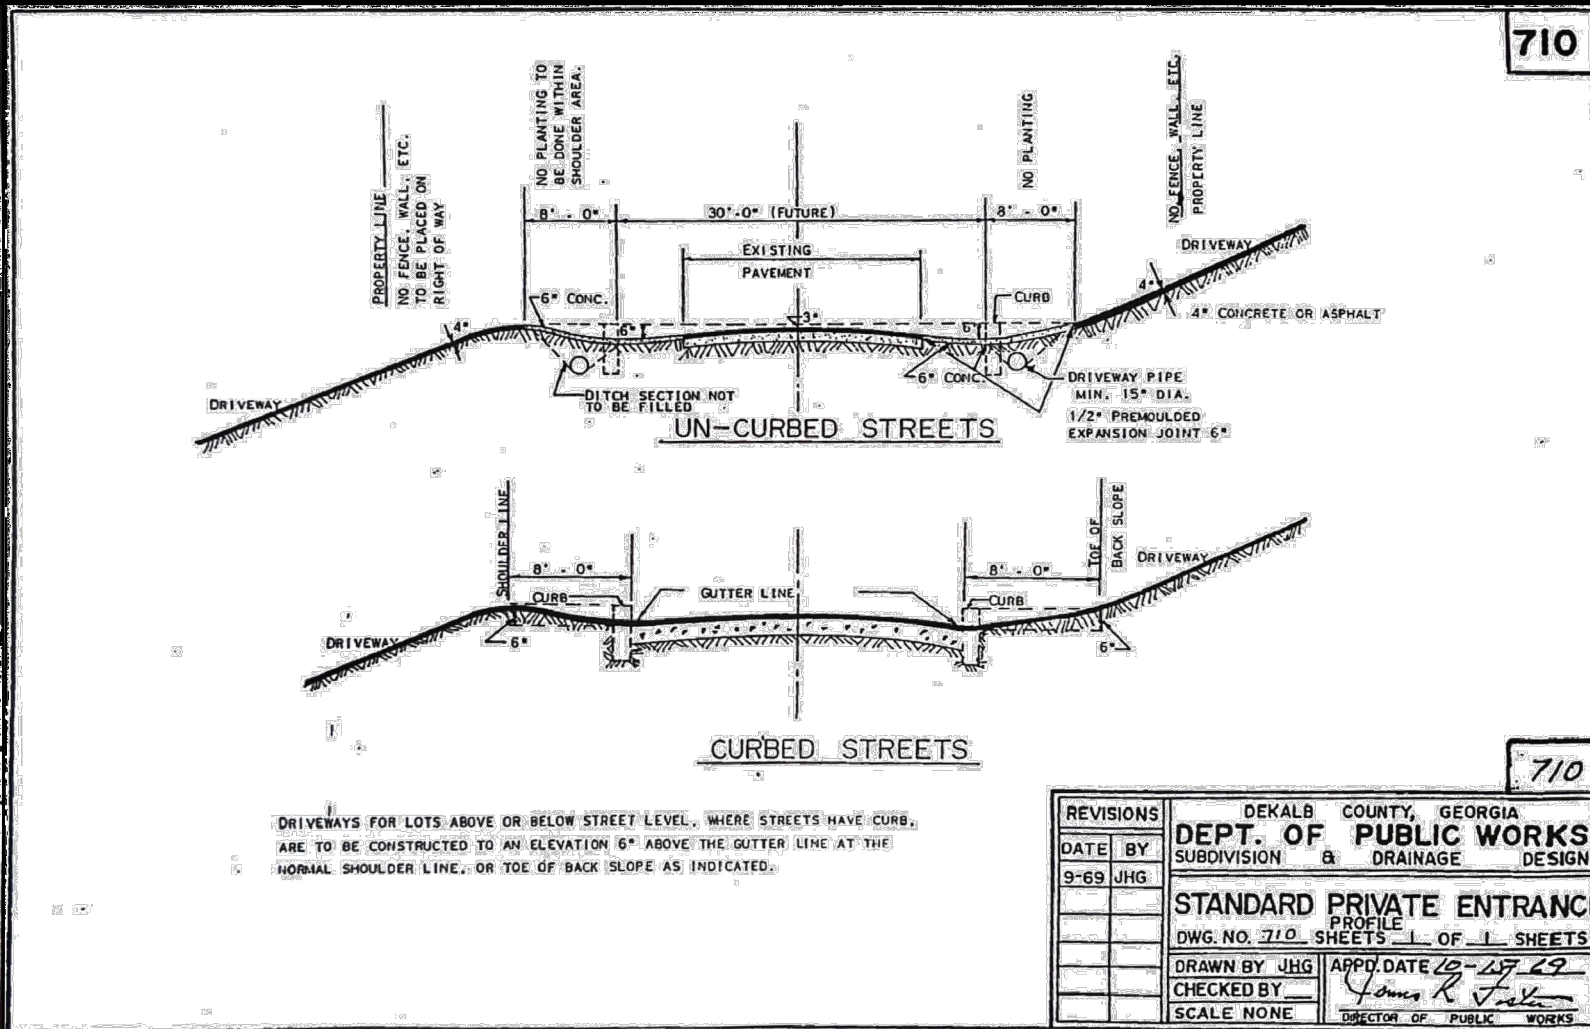 710
PROPERTY LINE
NO FENCE, WALL, ETC.
TO BE PLACED ON
RIGHT OF WAY
NO PLANTING TO
BE DONE WITHIN
SHOULDER AREA.
NO PLANTING
NO FENCE, WALL, ETC.
PROPERTY LINE
8' - 0"
30'-0" (FUTURE)
8' - 0"
EXISTING
PAVEMENT
DRIVEWAY
6" CONC.
CURB
4"
4" CONCRETE OR ASPHALT
4"
6"
3"
6"
DRIVEWAY
DITCH SECTION NOT
TO BE FILLED
6" CONC.
DRIVEWAY PIPE
MIN. 15" DIA.
1/2" PREMOULDED
EXPANSION JOINT 6"
UN-CURBED STREETS
SHOULDER LINE
TOE OF
BACK SLOPE
8' - 0"
8' - 0"
DRIVEWAY
CURB
GUTTER LINE
CURB
DRIVEWAY
6"
6"
CURBED STREETS
DRIVEWAYS FOR LOTS ABOVE OR BELOW STREET LEVEL, WHERE STREETS HAVE CURB,
ARE TO BE CONSTRUCTED TO AN ELEVATION 6" ABOVE THE GUTTER LINE AT THE
NORMAL SHOULDER LINE, OR TOE OF BACK SLOPE AS INDICATED.
710
REVISIONS
DATE BY
9-69 JHG
DEKALB COUNTY, GEORGIA
DEPT. OF PUBLIC WORKS
SUBDIVISION & DRAINAGE DESIGN
STANDARD PRIVATE ENTRANC
PROFILE
DWG. NO. 710 SHEETS 1 OF 1 SHEETS
DRAWN BY JHG
CHECKED BY
SCALE NONE
APPD. DATE 10-15-69
James R Foster
DIRECTOR OF PUBLIC WORKS